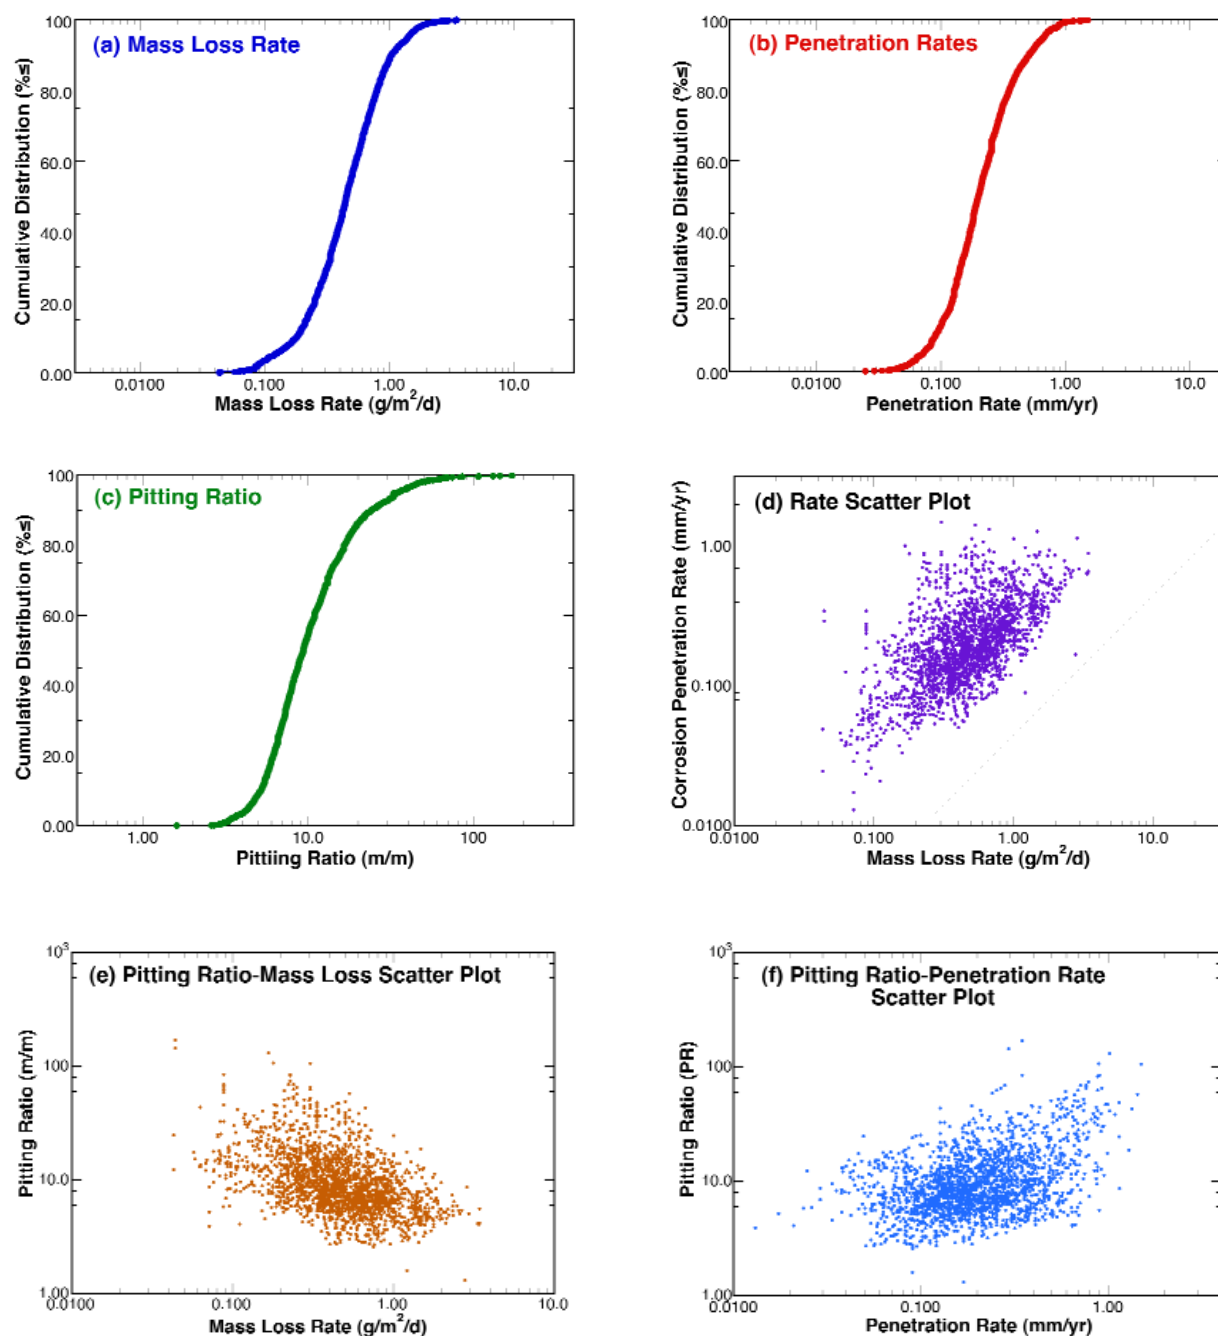 (a) Mass Loss Rate
Cumulative Distribution (%≤)
100
80.0
60.0
40.0
20.0
0.00
0.0100 0.100 1.00 10.0
Mass Loss Rate (g/m²/d)
(b) Penetration Rates
Cumulative Distribution (%≤)
100
80.0
60.0
40.0
20.0
0.00
0.0100 0.100 1.00 10.0
Penetration Rate (mm/yr)
(c) Pitting Ratio
Cumulative Distribution (%≤)
100
80.0
60.0
40.0
20.0
0.00
1.00 10.0 100
Pittiing Ratio (m/m)
(d) Rate Scatter Plot
Corrosion Penetration Rate (mm/yr)
1.00
0.100
0.0100
0.0100 0.100 1.00 10.0
Mass Loss Rate (g/m²/d)
(e) Pitting Ratio-Mass Loss Scatter Plot
Pitting Ratio (m/m)
10³
100
10.0
1.00
0.0100 0.100 1.00 10.0
Mass Loss Rate (g/m²/d)
(f) Pitting Ratio-Penetration Rate
Scatter Plot
Pitting Ratio (PR)
10³
100
10.0
1.00
0.0100 0.100 1.00
Penetration Rate (mm/yr)